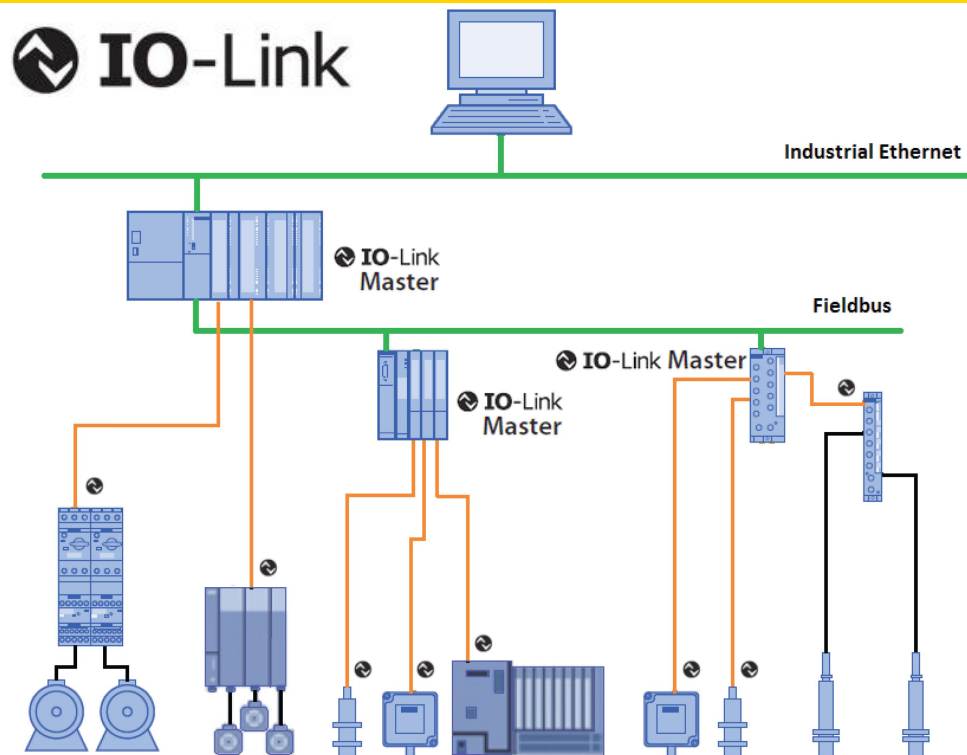 IO-Link
Industrial Ethernet
IO-Link
Master
Fieldbus
IO-Link Master
IO-Link
Master